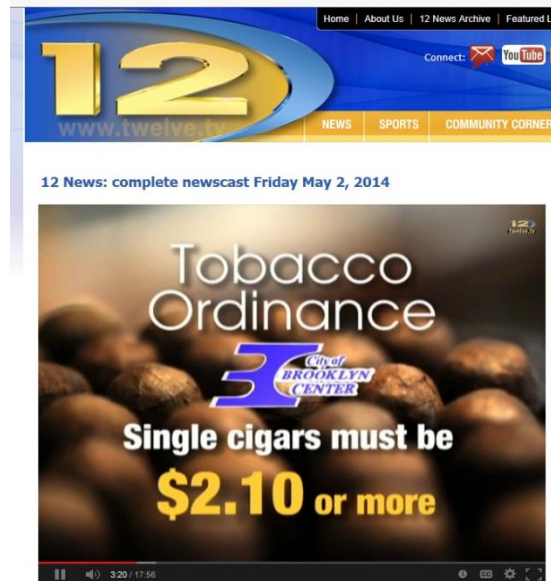 Home | About Us | 12 News Archive | Featured L
Connect: YouTube
12
www.twelve.tv
NEWS SPORTS COMMUNITY CORNER
12 News: complete newscast Friday May 2, 2014
12
twelve.tv
Tobacco
Ordinance
City of
BROOKLYN
CENTER
Single cigars must be
$2.10 or more
3:20 / 17:56
CC